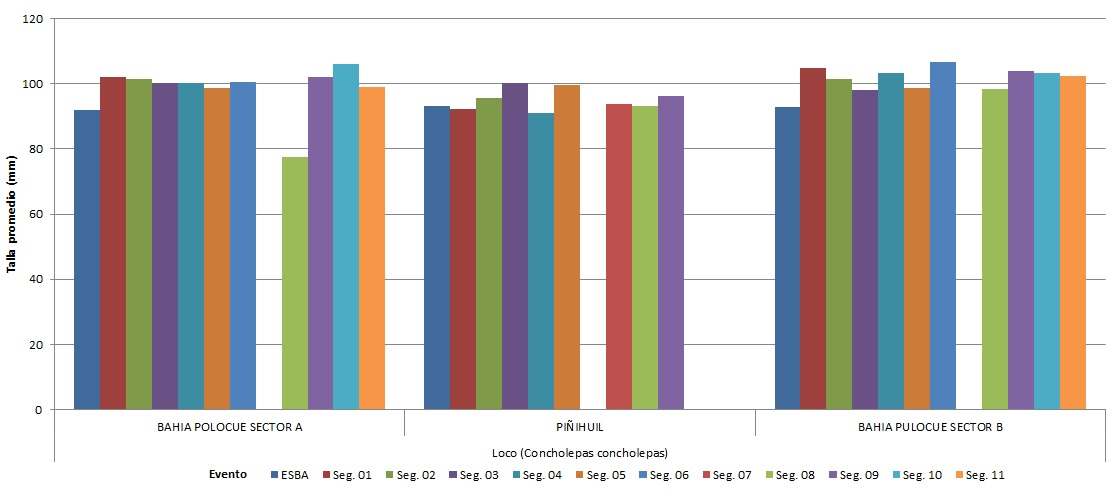 120
100
80
60
40
20
0
Talla promedio (mm)
BAHIA POLOCUE SECTOR A PIÑIHUIL BAHIA PULOCUE SECTOR B
Loco (Concholepas concholepas)
Evento ESBA Seg. 01 Seg. 02 Seg. 03 Seg. 04 Seg. 05 Seg. 06 Seg. 07 Seg. 08 Seg. 09 Seg. 10 Seg. 11